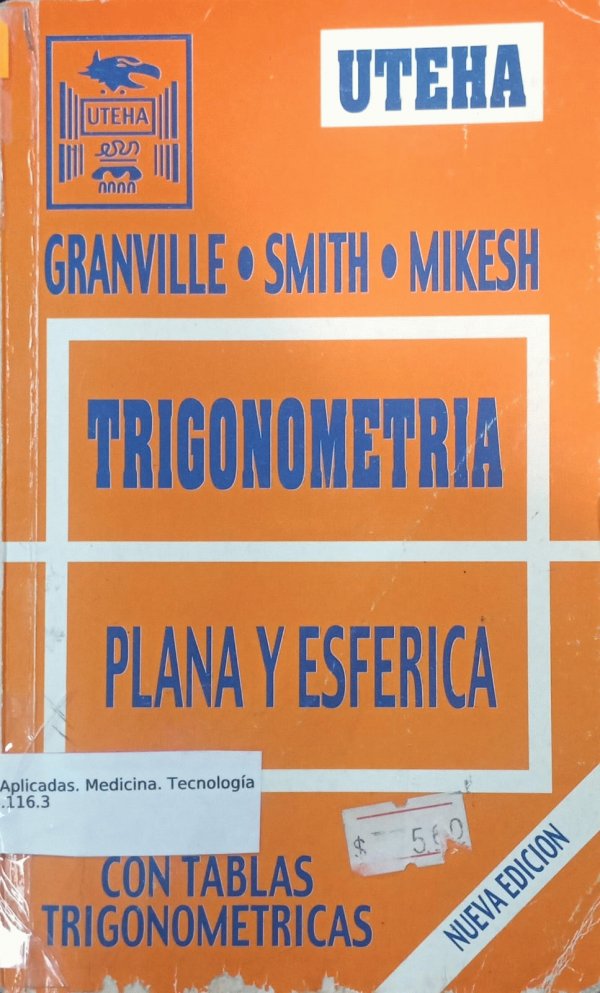 UTEHA
UTEHA
GRANVILLE • SMITH • MIKESH
TRIGONOMETRIA
PLANA Y ESFERICA
Aplicadas. Medicina. Tecnología
.116.3
$
CON TABLAS
TRIGONOMETRICAS
NUEVA EDICION